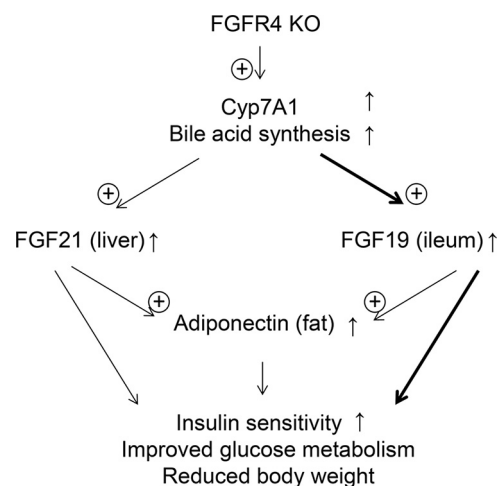 FGFR4 KO
⊕
Cyp7A1 ↑
Bile acid synthesis ↑
⊕ ⊕
FGF21 (liver)↑ FGF19 (ileum)↑
⊕ ⊕
Adiponectin (fat) ↑
Insulin sensitivity ↑
Improved glucose metabolism
Reduced body weight